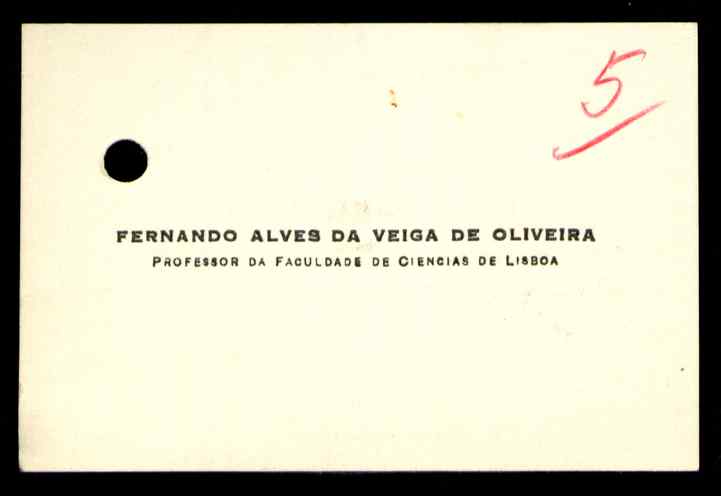 5
FERNANDO ALVES DA VEIGA DE OLIVEIRA
PROFESSOR DA FACULDADE DE CIENCIAS DE LISBOA